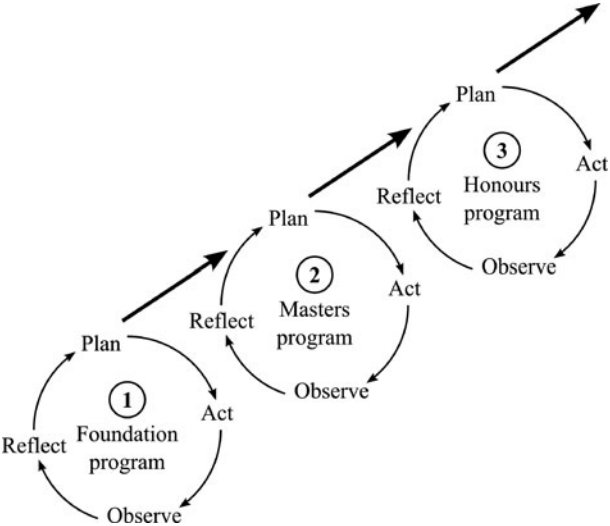 Plan
3
Act
Honours
program
Reflect
Observe
Plan
2
Act
Masters
program
Reflect
Observe
Plan
1
Act
Foundation
program
Reflect
Observe